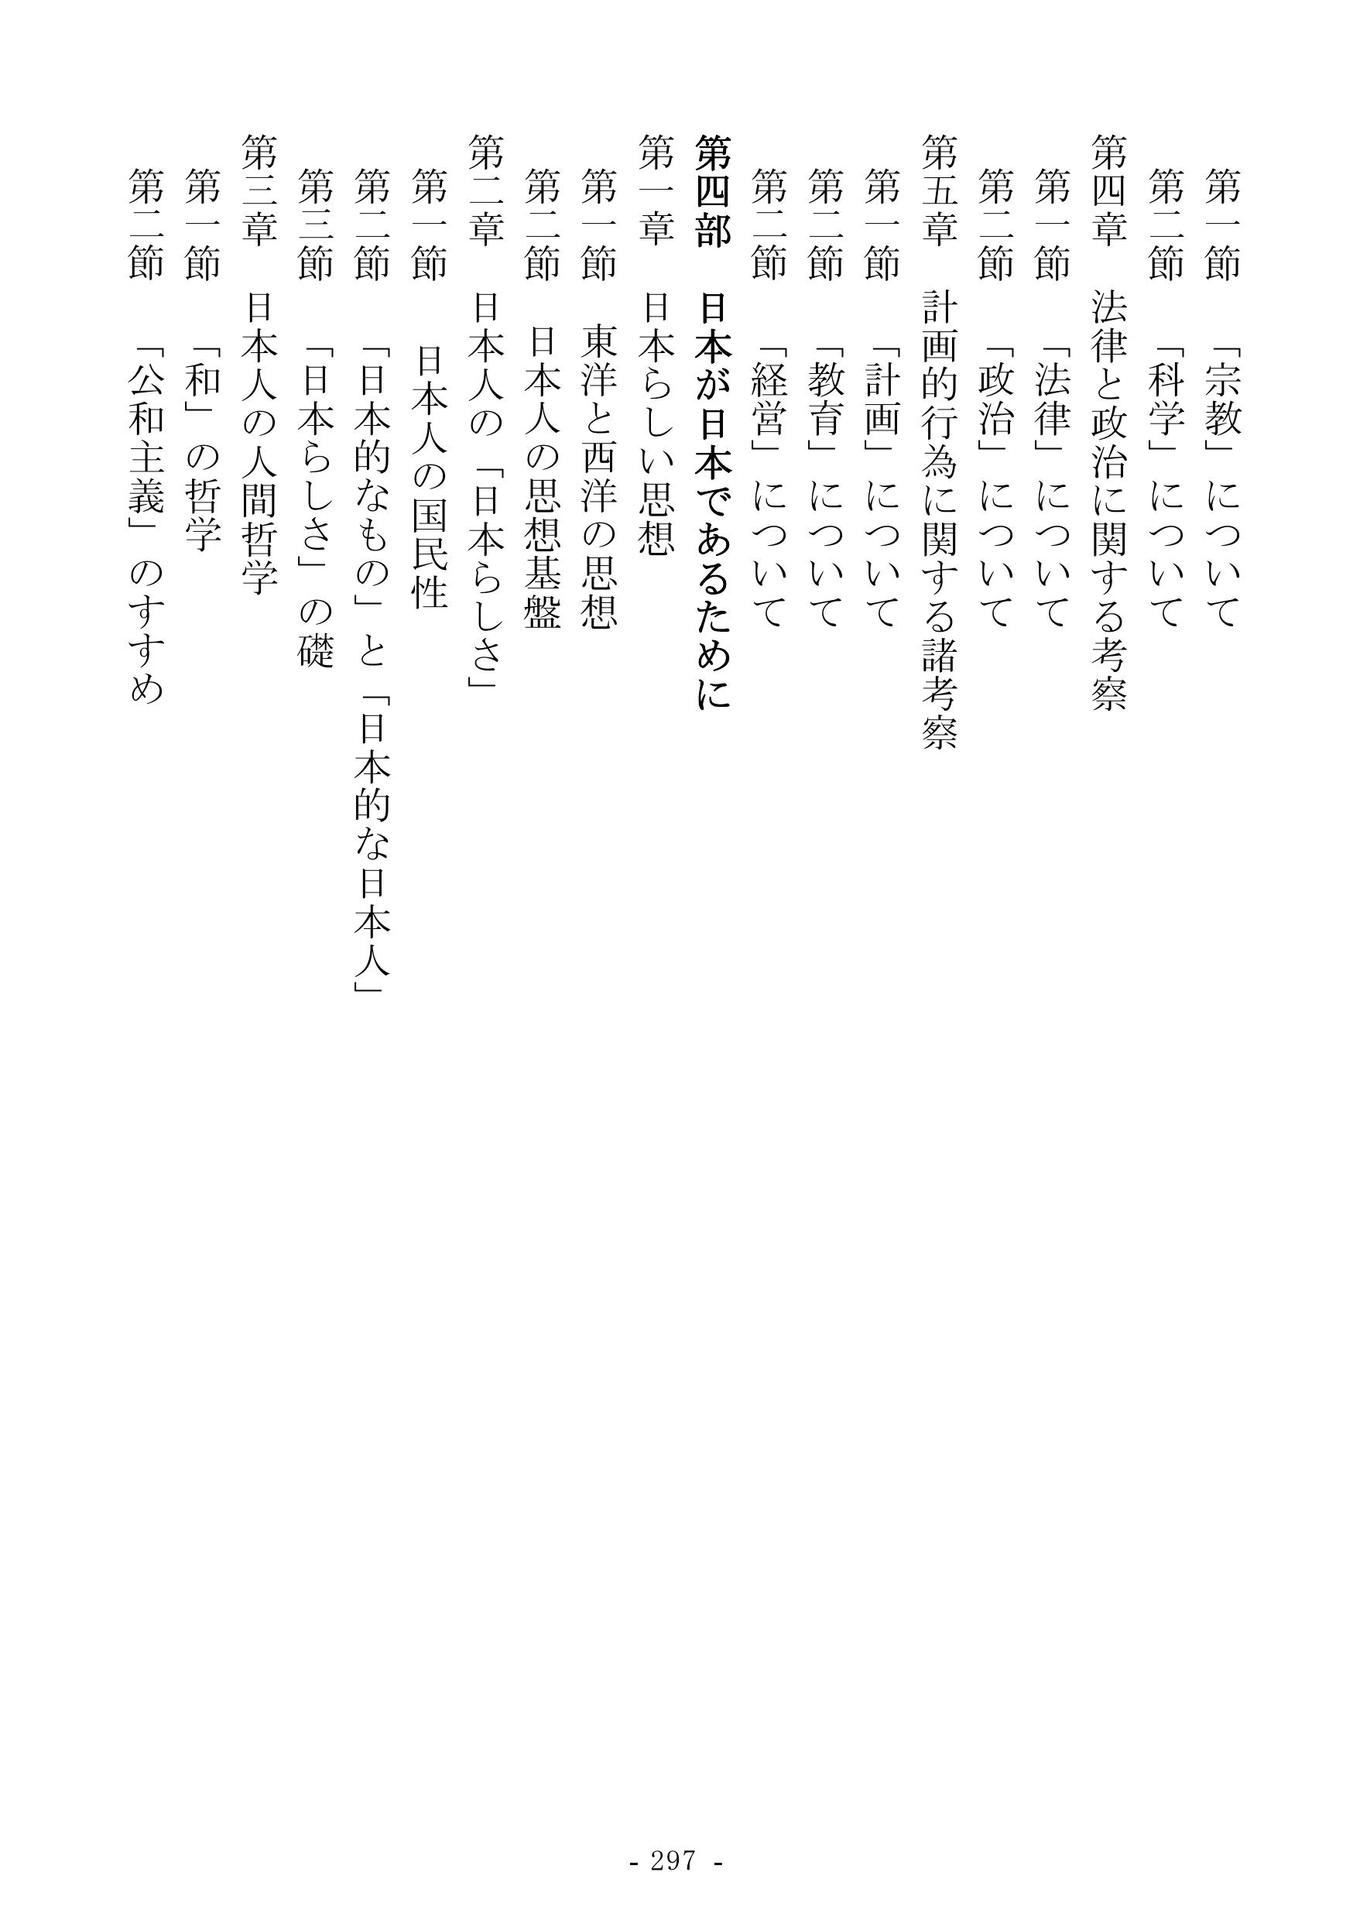 第一節　「宗教」について
第二節　「科学」について
第四章　法律と政治に関する考察
第一節　「法律」について
第二節　「政治」について
第五章　計画的行為に関する諸考察
第一節　「計画」について
第二節　「教育」について
第二節　「経営」について
第四部　日本が日本であるために
第一章　日本らしい思想
第一節　東洋と西洋の思想
第二節　日本人の思想基盤
第二章　日本人の「日本らしさ」
第一節　日本人の国民性
第二節　「日本的なもの」と「日本的な日本人」
第三節　「日本らしさ」の礎
第三章　日本人の人間哲学
第一節　「和」の哲学
第二節　「公和主義」のすすめ
- 297 -